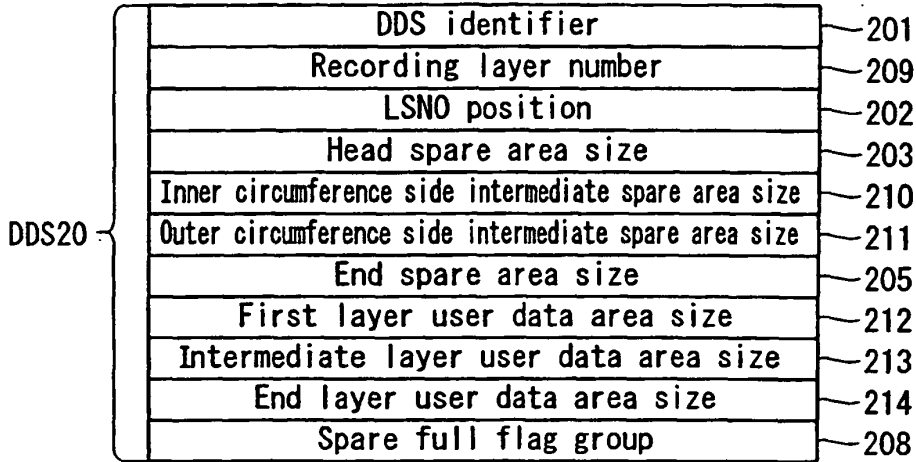 DDS identifier 201
Recording layer number 209
LSNO position 202
Head spare area size 203
Inner circumference side intermediate spare area size 210
DDS20 Outer circumference side intermediate spare area size 211
End spare area size 205
First layer user data area size 212
Intermediate layer user data area size 213
End layer user data area size 214
Spare full flag group 208